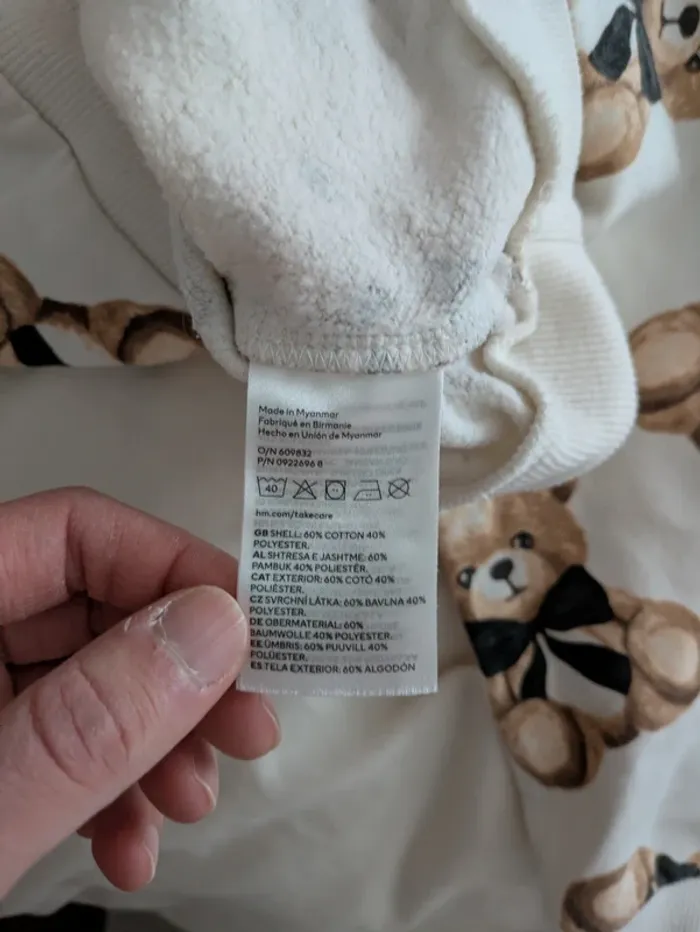 Made in Myanmar
Fabriqué en Birmanie
Hecho en Unión de Myanmar
O/N 609832
P/N 0922696 8
40
hm.com/takecare
GB SHELL: 60% COTTON 40%
POLYESTER.
AL SHTRESA E JASHTME: 60%
PAMBUK 40% POLIESTËR.
CAT EXTERIOR: 60% COTÓ 40%
POLIÈSTER.
CZ SVRCHNÍ LÁTKA: 60% BAVLNA 40%
POLYESTER.
DE OBERMATERIAL: 60%
BAUMWOLLE 40% POLYESTER.
EE ÜMBRIS: 60% PUUVILL 40%
POLÜESTER.
ES TELA EXTERIOR: 60% ALGODÓN